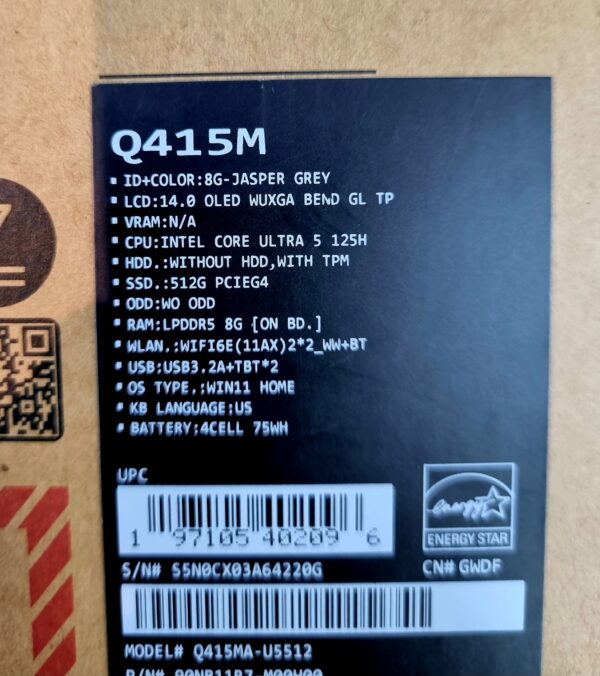 Q415M
▪ ID+COLOR:8G-JASPER GREY
▪ LCD:14.0 OLED WUXGA BEND GL TP
▪ VRAM:N/A
▪ CPU:INTEL CORE ULTRA 5 125H
▪ HDD.:WITHOUT HDD,WITH TPM
▪ SSD.:512G PCIEG4
▪ ODD:WO ODD
▪ RAM:LPDDR5 8G [ON BD.]
▪ WLAN.:WIFI6E(11AX)2*2_WW+BT
▪ USB:USB3.2A+TBT*2
▪ OS TYPE.:WIN11 HOME
▪ KB LANGUAGE:US
▪ BATTERY:4CELL 75WH
UPC
1 97105 40209 6
energy
ENERGY STAR
S/N# S5N0CX03A64220G
CN# GWDF
MODEL# Q415MA-U5512
P/N# 90NB11R7-M00H00